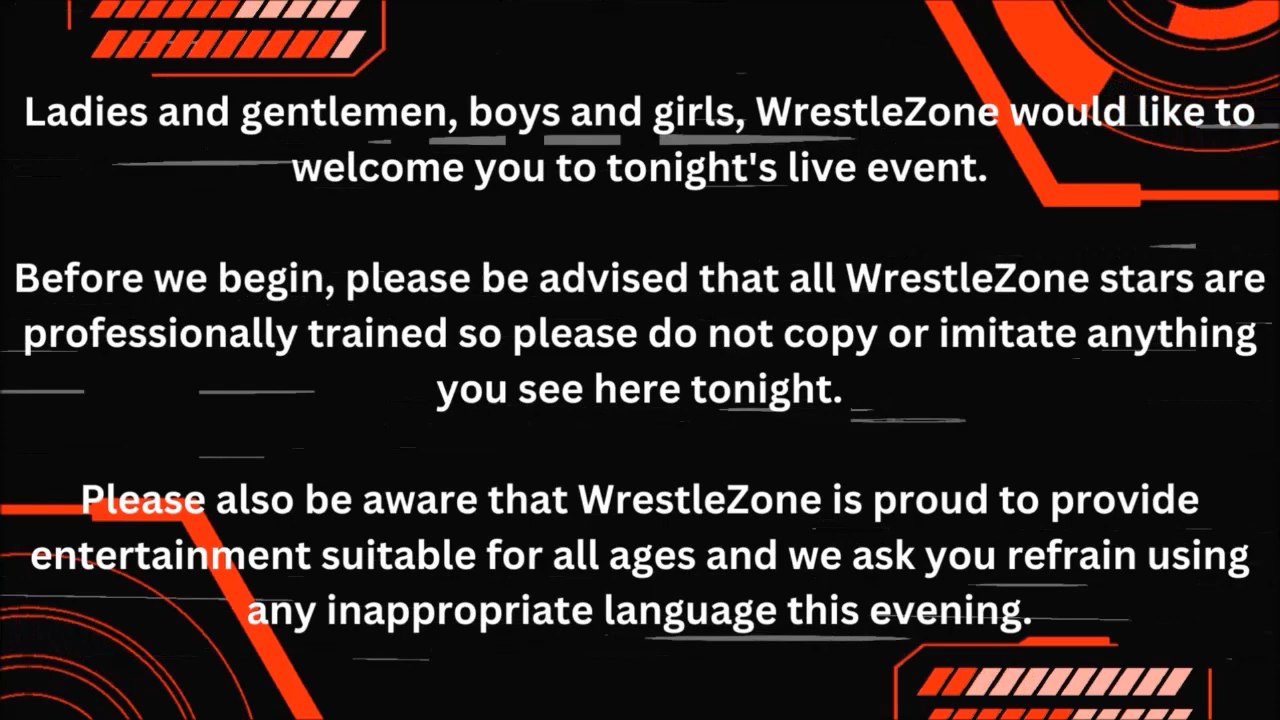 Ladies and gentlemen, boys and girls, WrestleZone would like to
welcome you to tonight's live event.
Before we begin, please be advised that all WrestleZone stars are
professionally trained so please do not copy or imitate anything
you see here tonight.
Please also be aware that WrestleZone is proud to provide
entertainment suitable for all ages and we ask you refrain using
any inappropriate language this evening.